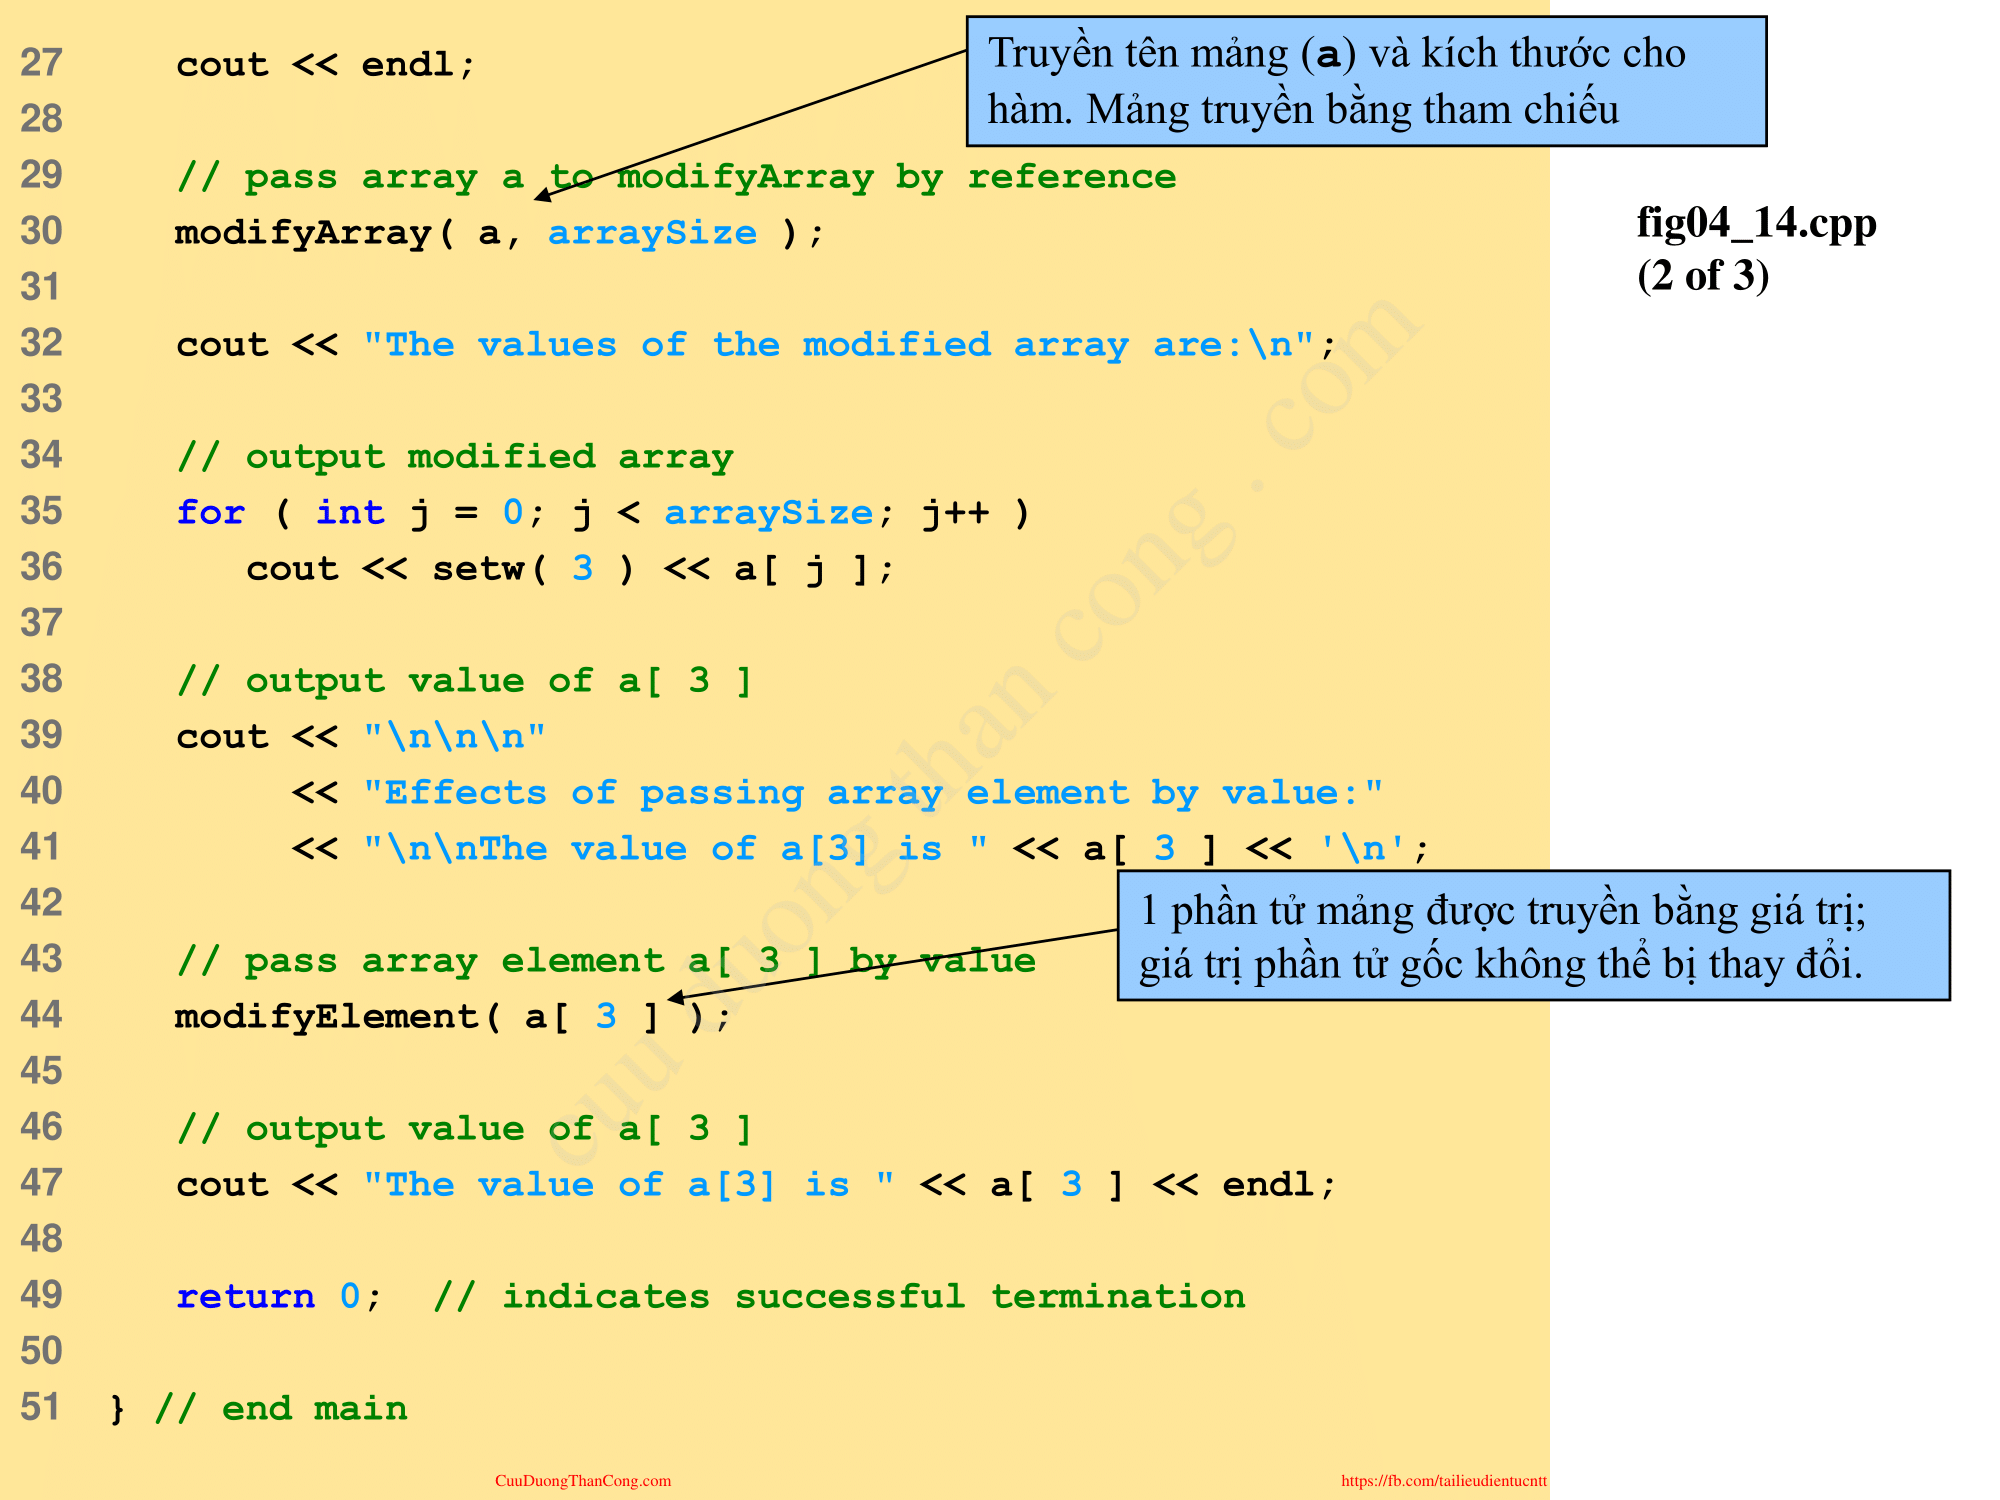 27 cout << endl;
28
29 // pass array a to modifyArray by reference
30 modifyArray( a, arraySize );
31
32 cout << "The values of the modified array are:\n";
33
34 // output modified array
35 for ( int j = 0; j < arraySize; j++ )
36 cout << setw( 3 ) << a[ j ];
37
38 // output value of a[ 3 ]
39 cout << "\n\n\n"
40 << "Effects of passing array element by value:"
41 << "\n\nThe value of a[3] is " << a[ 3 ] << '\n';
42
43 // pass array element a[ 3 ] by value
44 modifyElement( a[ 3 ] );
45
46 // output value of a[ 3 ]
47 cout << "The value of a[3] is " << a[ 3 ] << endl;
48
49 return 0; // indicates successful termination
50
51 } // end main
Truyền tên mảng (a) và kích thước cho
hàm. Mảng truyền bằng tham chiếu
fig04_14.cpp
(2 of 3)
1 phần tử mảng được truyền bằng giá trị;
giá trị phần tử gốc không thể bị thay đổi.
cuu duong than cong . com
CuuDuongThanCong.com
https://fb.com/tailieudientucntt